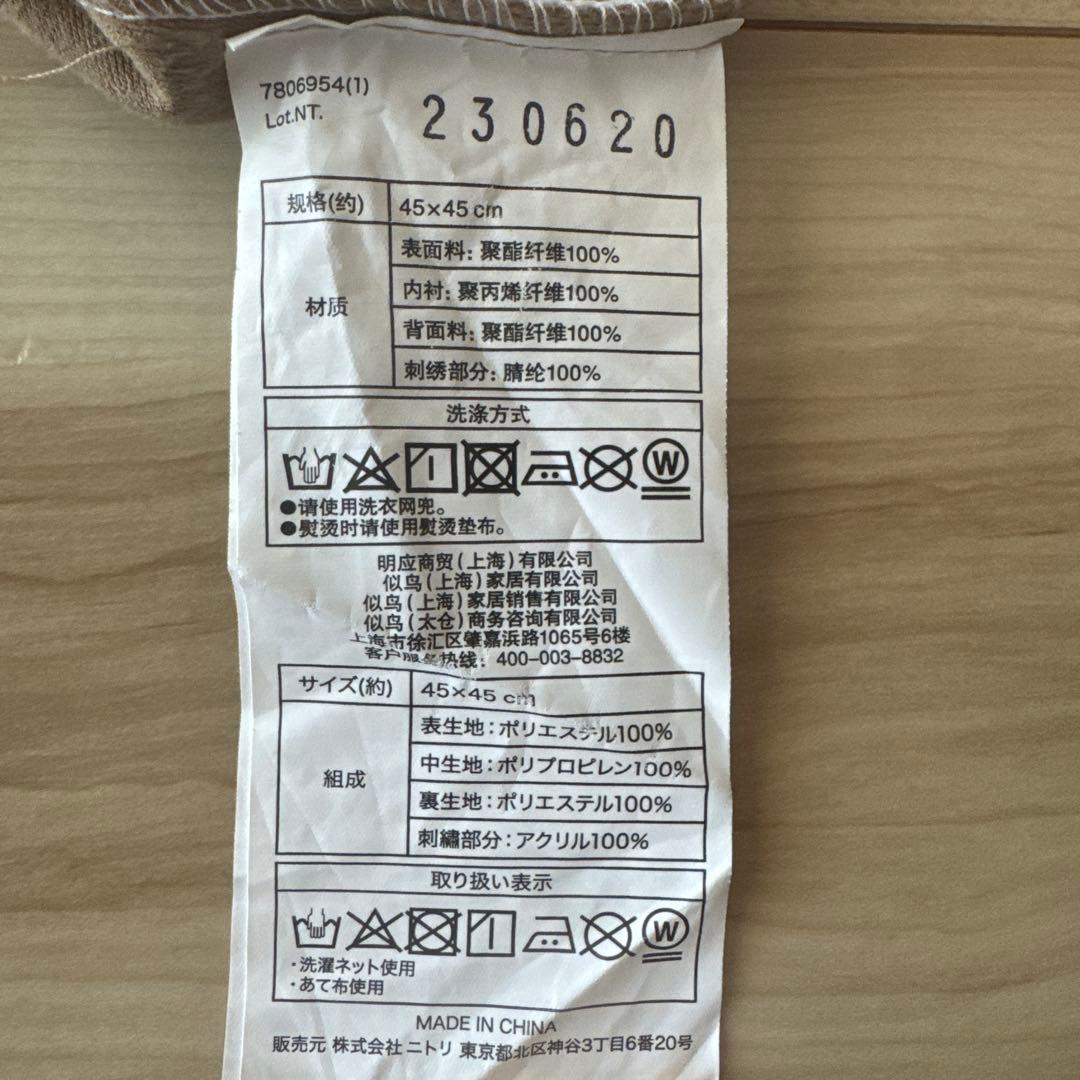 7806954(1)
Lot.NT.
230620
规格(约) 45×45 cm
材质
表面料: 聚酯纤维100%
内衬: 聚丙烯纤维100%
背面料: 聚酯纤维100%
刺绣部分: 腈纶100%
洗涤方式
W
●请使用洗衣网兜。
●熨烫时请使用熨烫垫布。
明应商贸(上海)有限公司
似鸟(上海)家居有限公司
似鸟(上海)家居销售有限公司
似鸟(太仓)商务咨询有限公司
上海市徐汇区肇嘉浜路1065号6楼
客户服务热线: 400-003-8832
サイズ(約) 45×45 cm
組成
表生地:ポリエステル100%
中生地:ポリプロピレン100%
裏生地:ポリエステル100%
刺繡部分:アクリル100%
取り扱い表示
W
・洗濯ネット使用
・あて布使用
MADE IN CHINA
販売元 株式会社ニトリ 東京都北区神谷3丁目6番20号